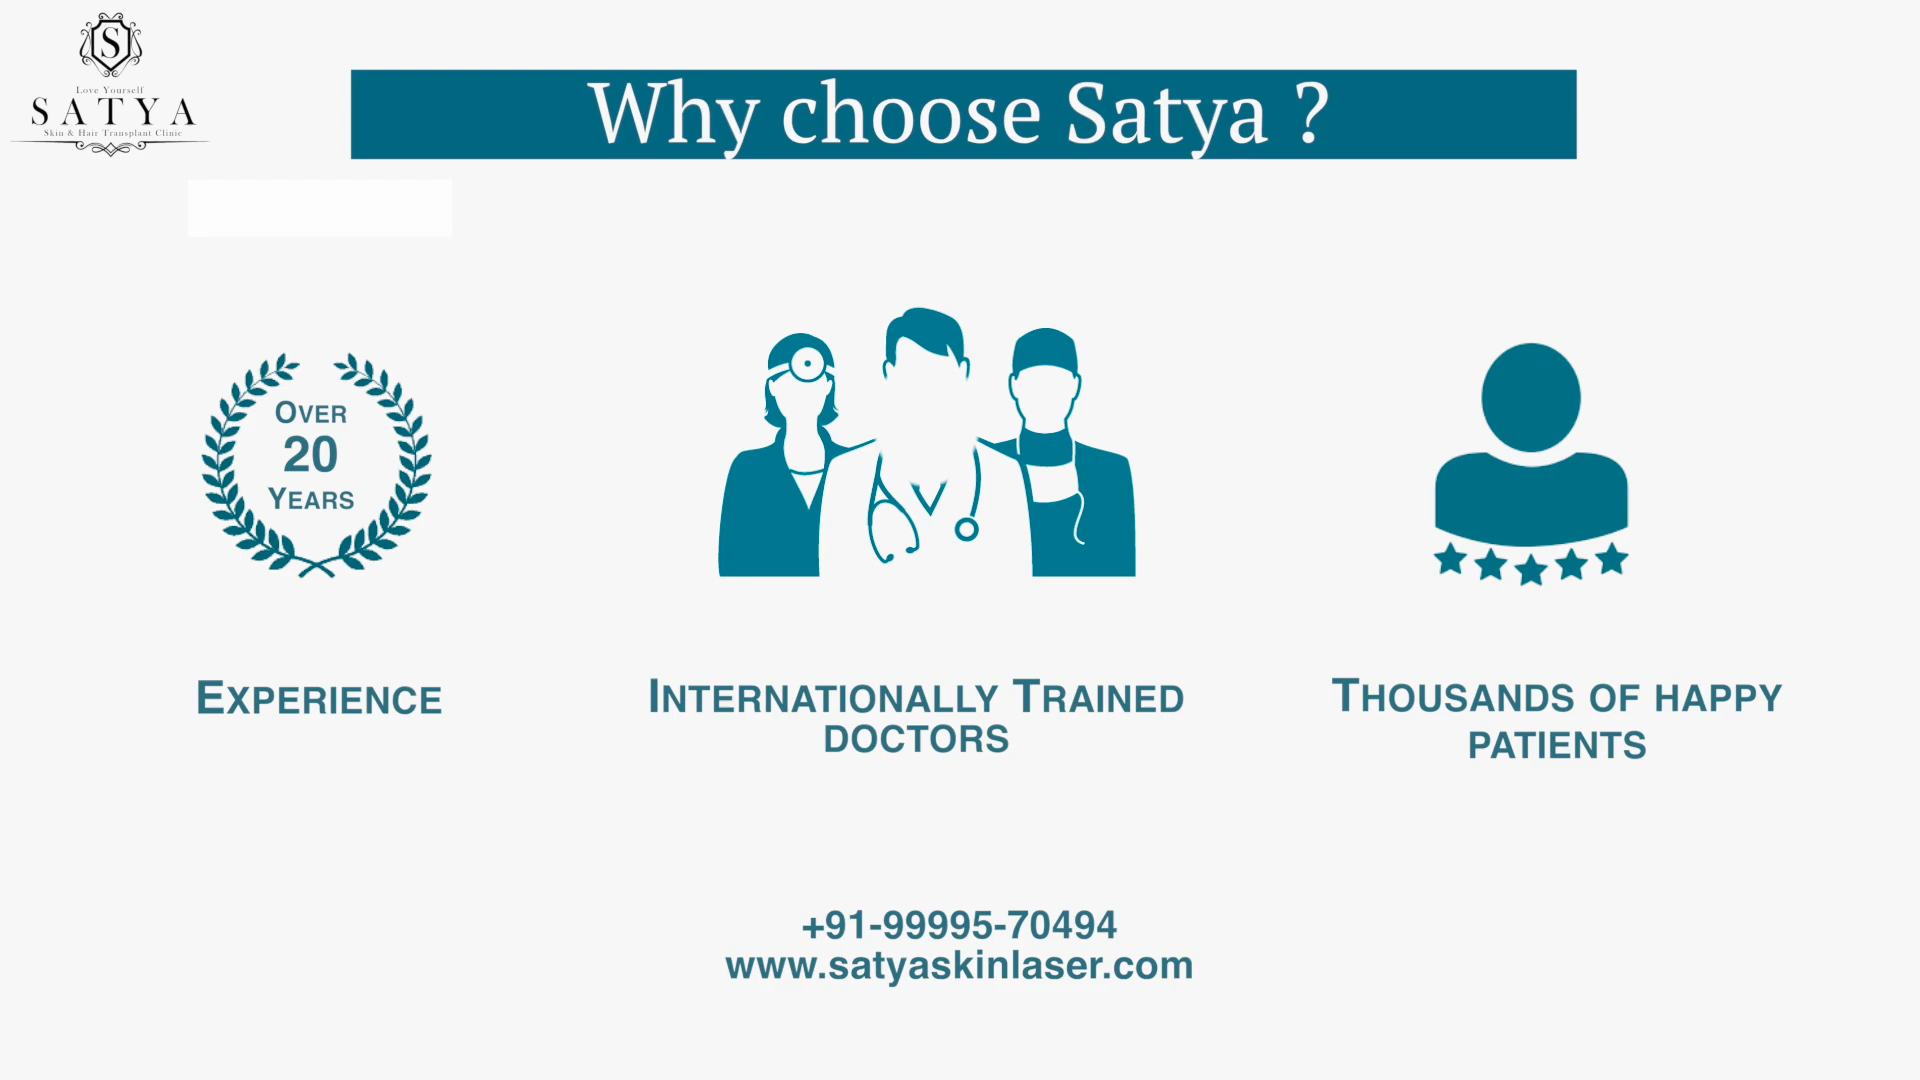 S
Love Yourself
SATYA
Skin & Hair Transplant Clinic
Why choose Satya ?
OVER
20
YEARS
EXPERIENCE
INTERNATIONALLY TRAINED
DOCTORS
THOUSANDS OF HAPPY
PATIENTS
+91-99995-70494
www.satyaskinlaser.com